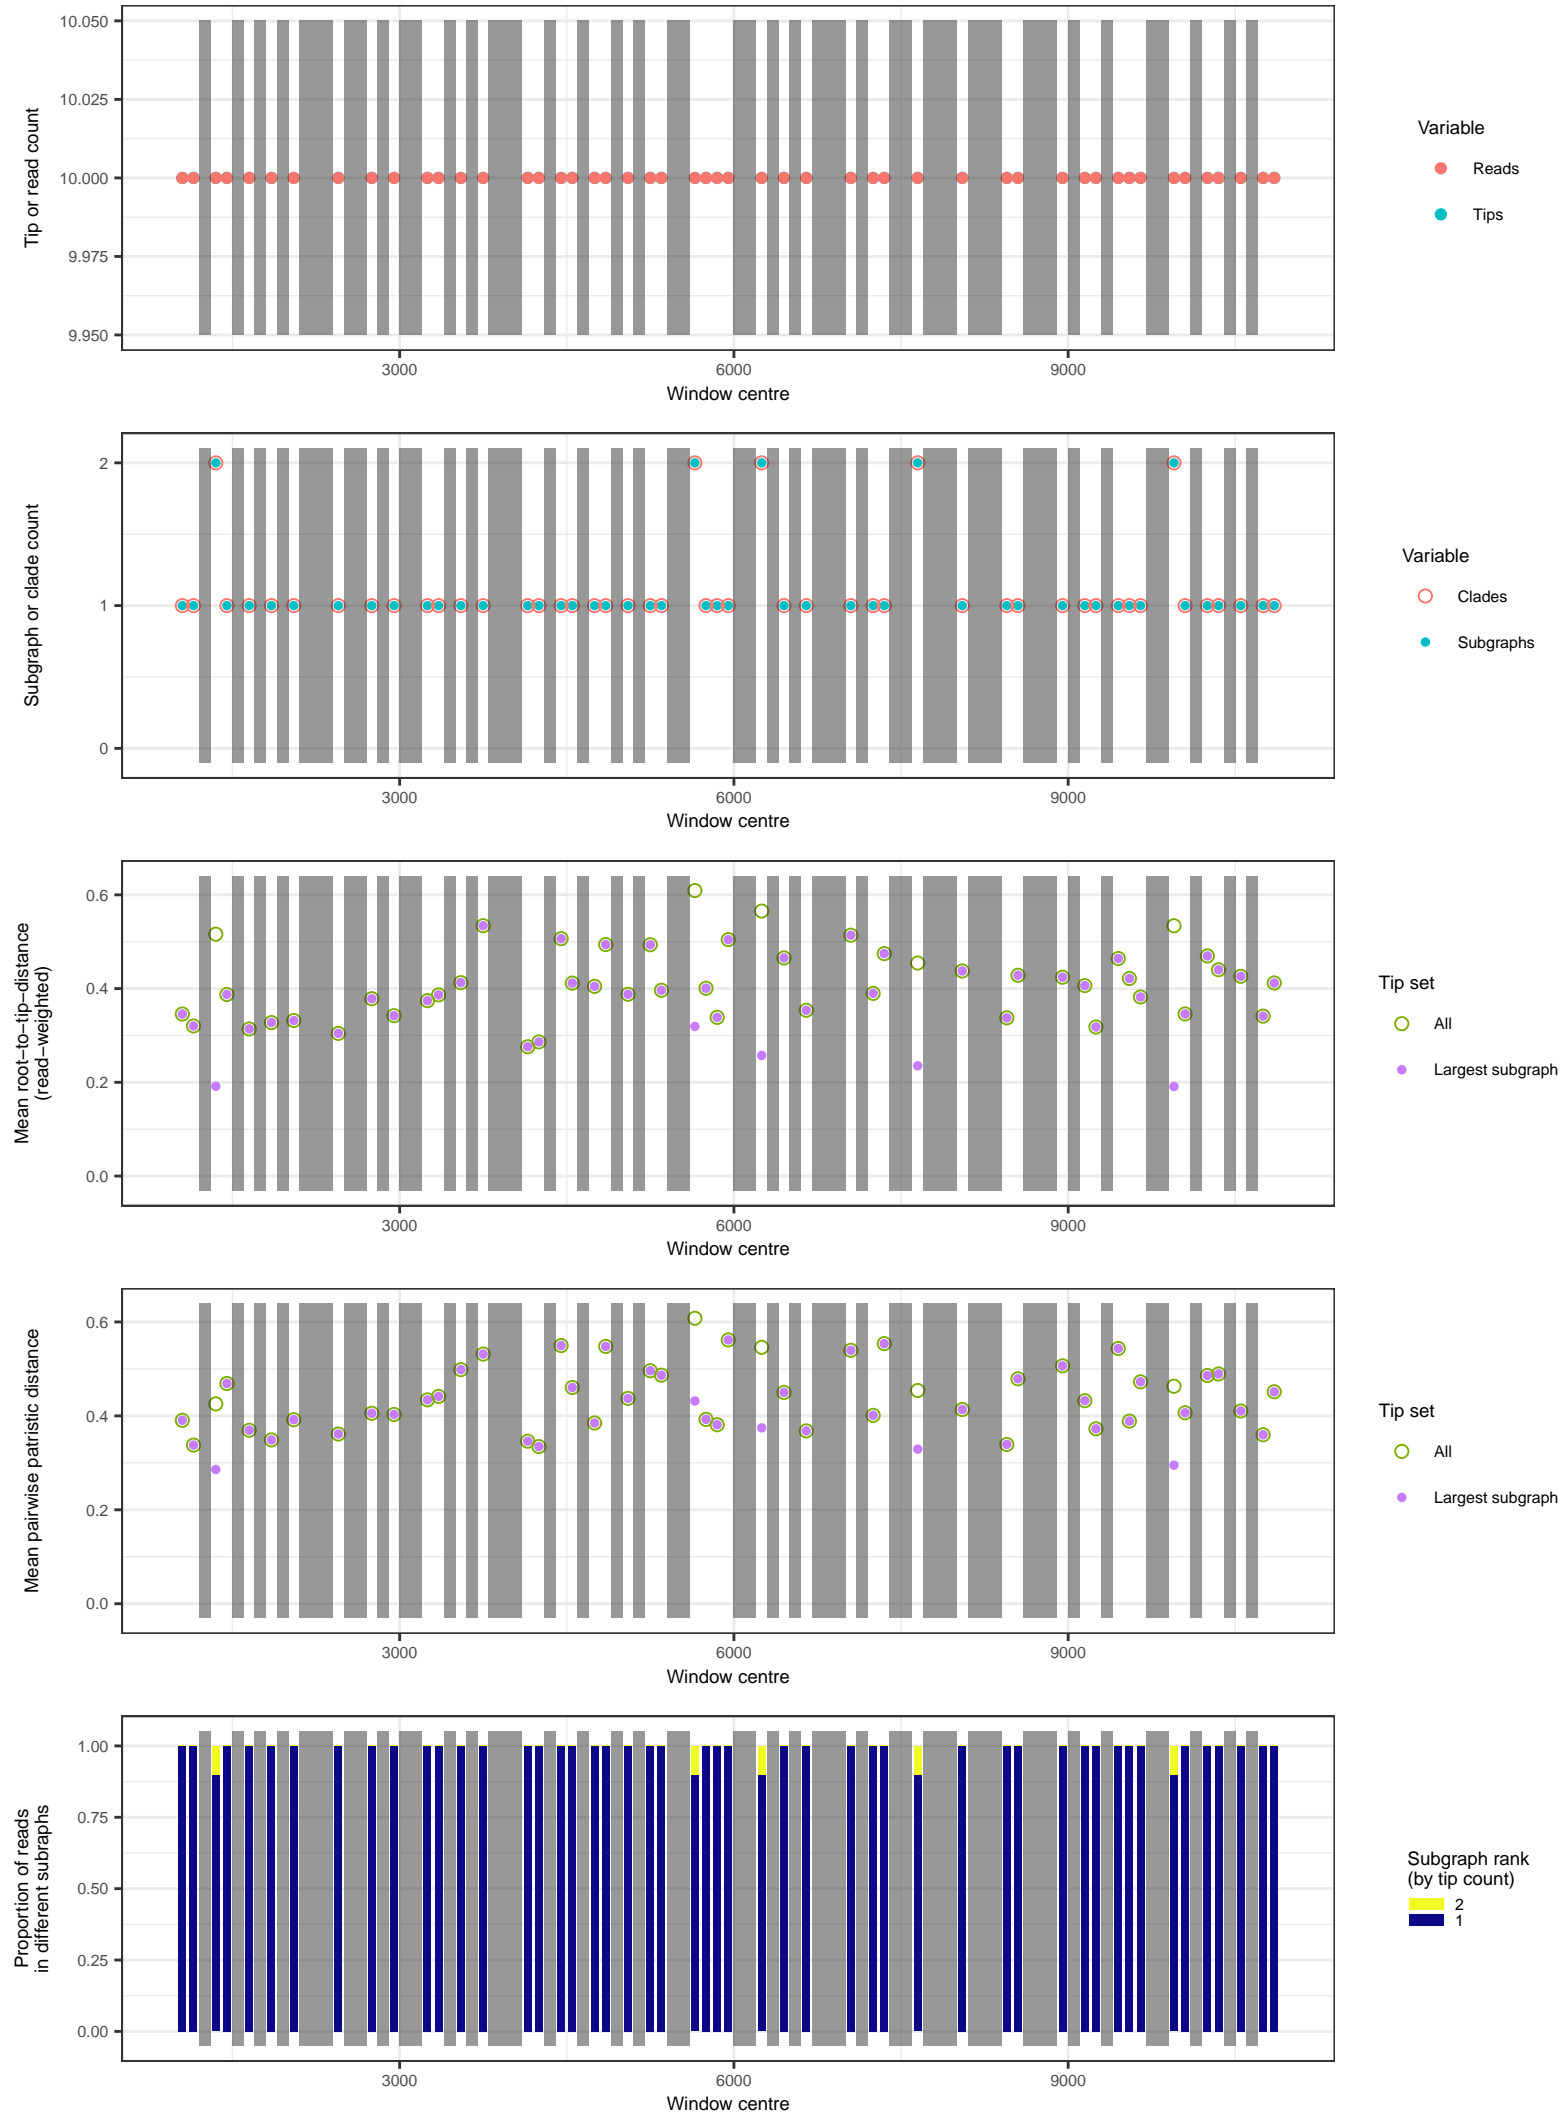 10.050
10.025
10.000
9.975
9.950
Tip or read count
3000
6000
9000
Window centre
Variable
Reads
Tips
2
1
0
Subgraph or clade count
3000
6000
9000
Window centre
Variable
Clades
Subgraphs
0.6
0.4
0.2
0.0
Mean root−to−tip−distance
(read−weighted)
3000
6000
9000
Window centre
Tip set
All
Largest subgraph
0.6
0.4
0.2
0.0
Mean pairwise patristic distance
3000
6000
9000
Window centre
Tip set
All
Largest subgraph
1.00
0.75
0.50
0.25
0.00
Proportion of reads
in different subraphs
3000
6000
9000
Window centre
Subgraph rank
(by tip count)
2
1